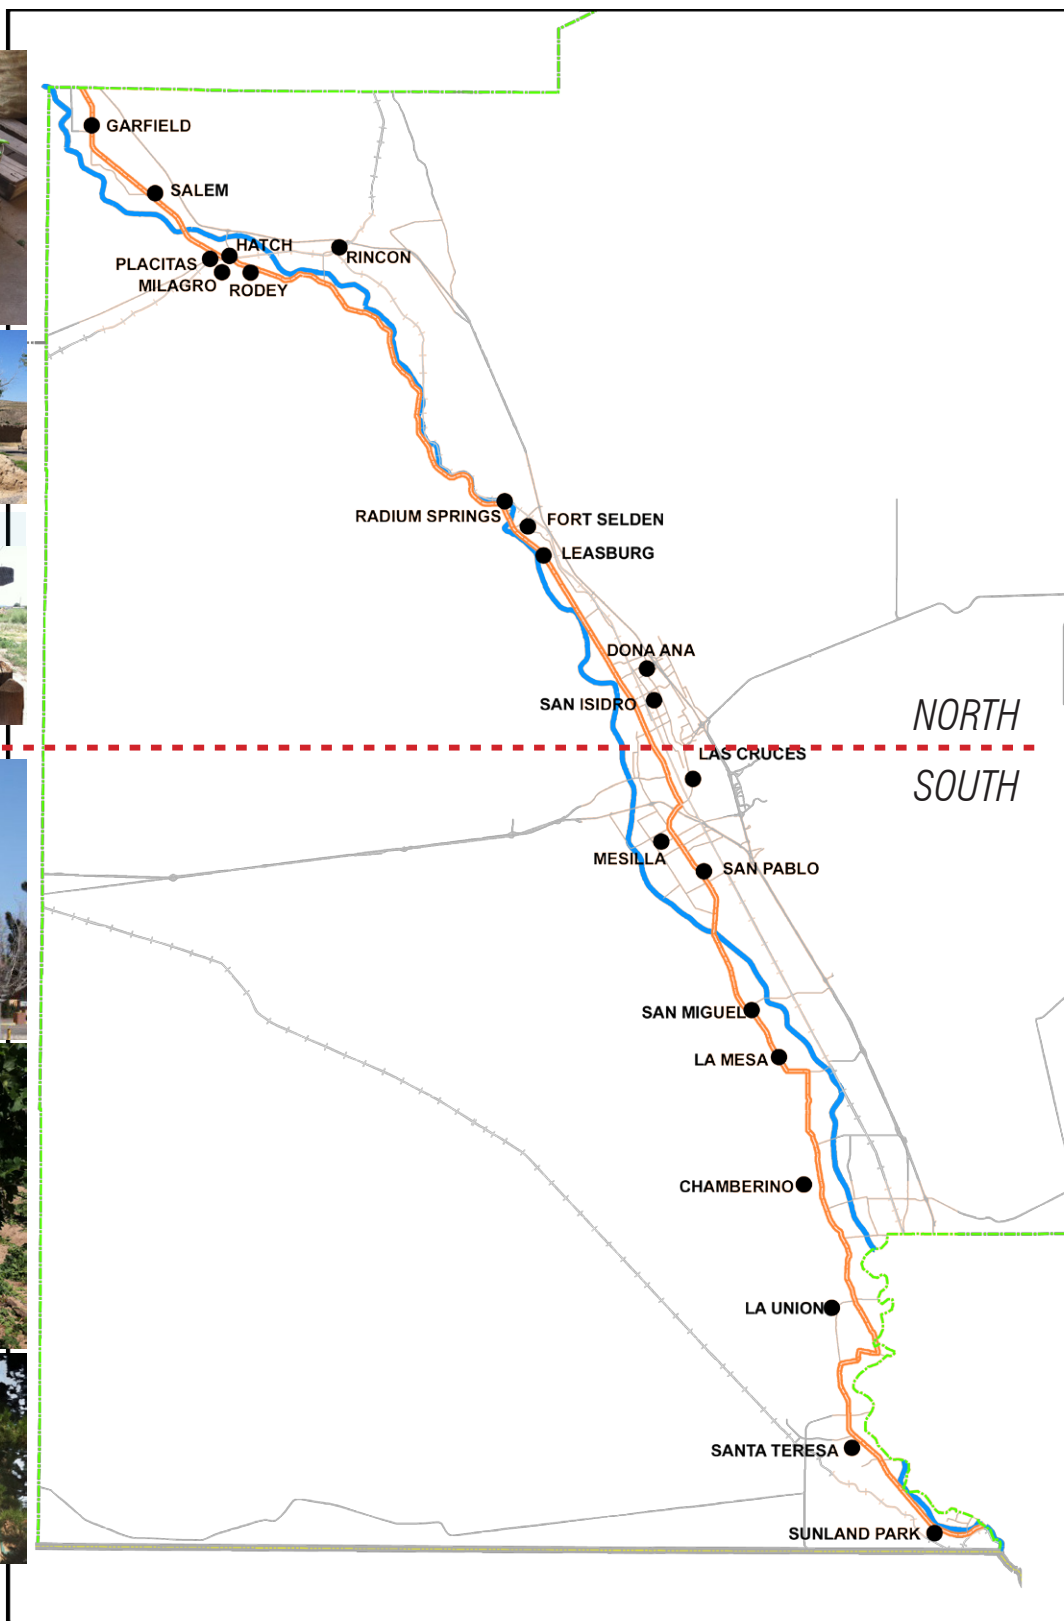 GARFIELD
SALEM
HATCH
RINCON
PLACITAS
MILAGRO
RODEY
RADIUM SPRINGS
FORT SELDEN
LEASBURG
DONA ANA
SAN ISIDRO
NORTH
LAS CRUCES
SOUTH
MESILLA
SAN PABLO
SAN MIGUEL
LA MESA
CHAMBERINO
LA UNION
SANTA TERESA
SUNLAND PARK